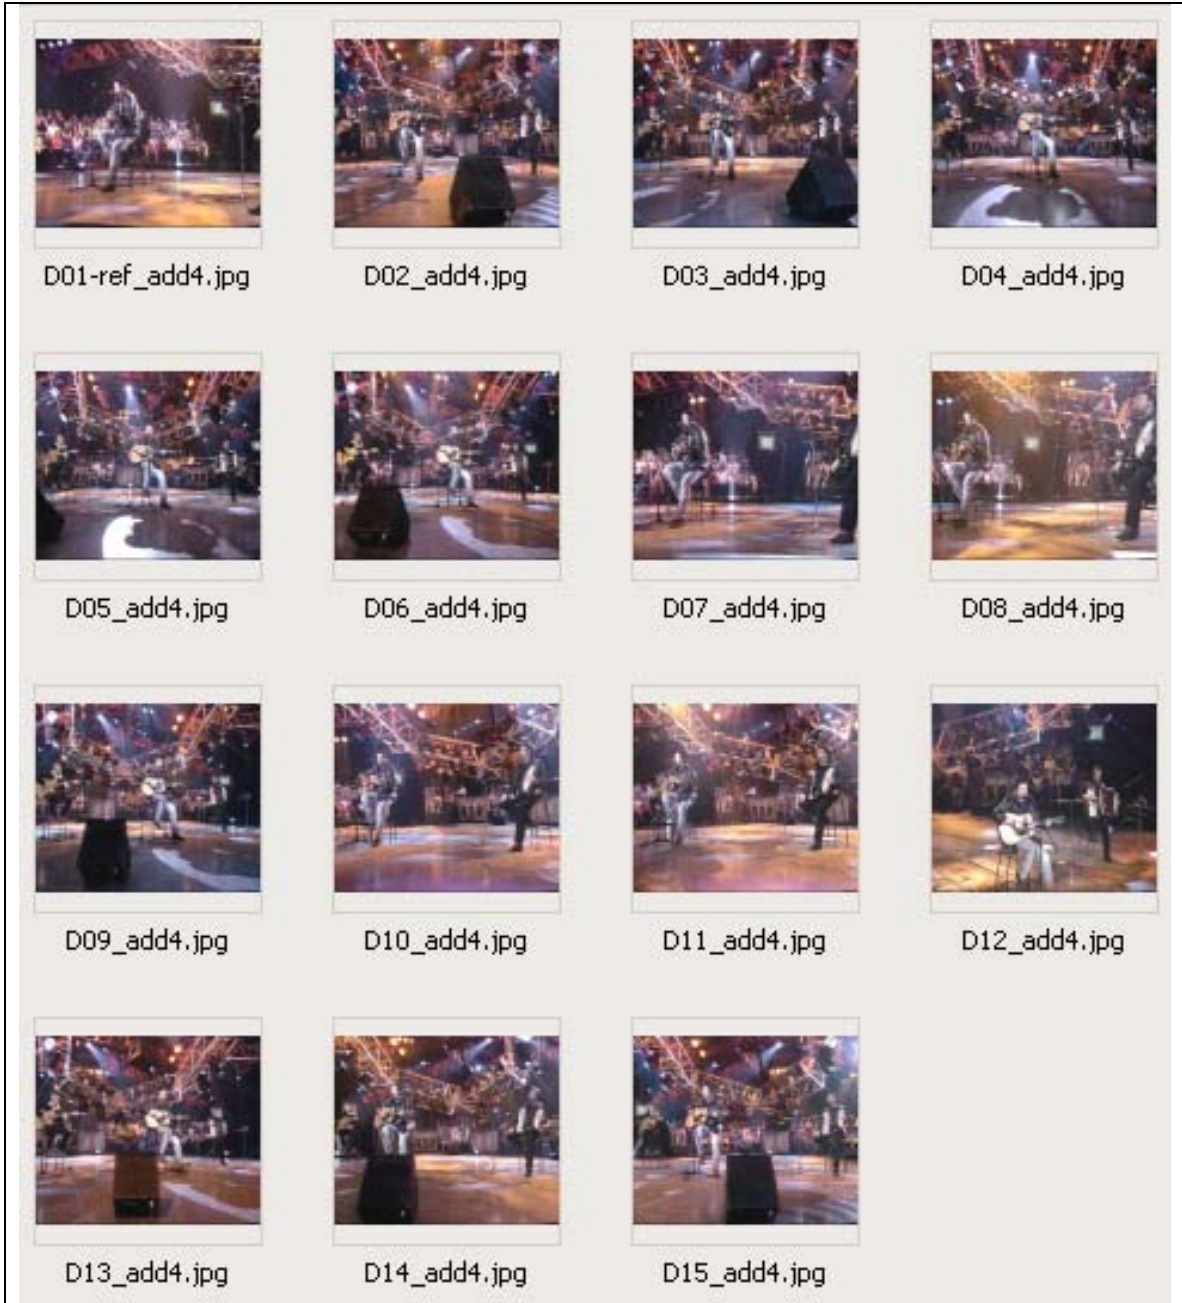 D01-ref_add4.jpg D02_add4.jpg D03_add4.jpg D04_add4.jpg
D05_add4.jpg D06_add4.jpg D07_add4.jpg D08_add4.jpg
D09_add4.jpg D10_add4.jpg D11_add4.jpg D12_add4.jpg
D13_add4.jpg D14_add4.jpg D15_add4.jpg